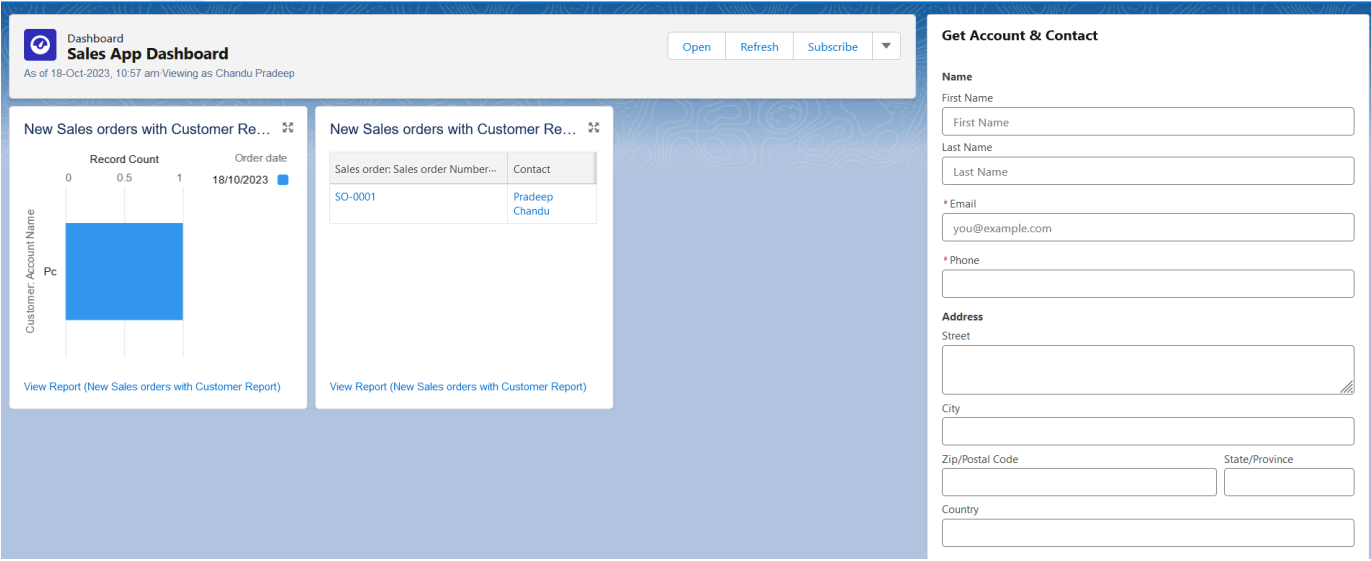 Dashboard
Sales App Dashboard
As of 18-Oct-2023, 10:57 am·Viewing as Chandu Pradeep
Open
Refresh
Subscribe
New Sales orders with Customer Re...
Record Count
Order date
0 0.5 1
18/10/2023
Customer: Account Name
Pc
View Report (New Sales orders with Customer Report)
New Sales orders with Customer Re...
Sales order: Sales order Number... Contact
SO-0001 Pradeep
Chandu
View Report (New Sales orders with Customer Report)
Get Account & Contact
Name
First Name
First Name
Last Name
Last Name
* Email
you@example.com
* Phone
Address
Street
City
Zip/Postal Code State/Province
Country